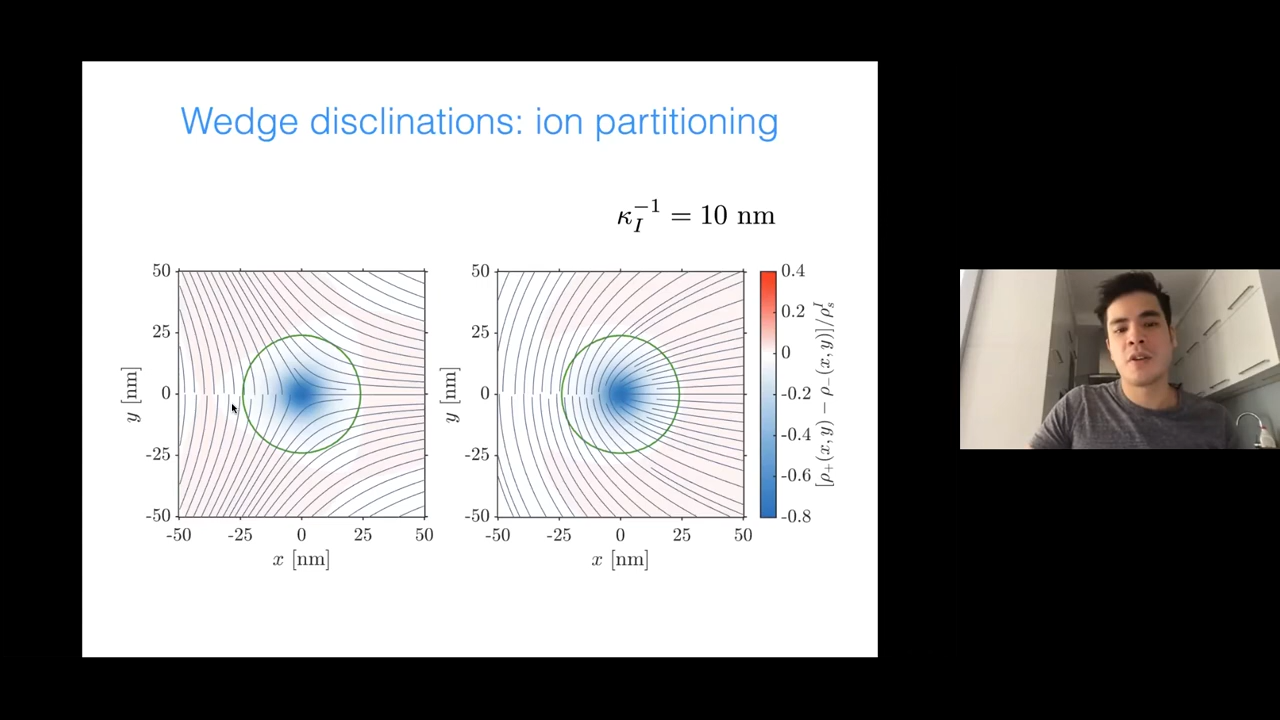 Wedge disclinations: ion partitioning
κ_I^{-1} = 10 nm
50
25
0
-25
-50
y [nm]
-50 -25 0 25 50
x [nm]
50
25
0
-25
-50
y [nm]
-50 -25 0 25 50
x [nm]
0.4
0.2
0
-0.2
-0.4
-0.6
-0.8
[ρ_+(x, y) − ρ_−(x, y)]/ρ_s^I